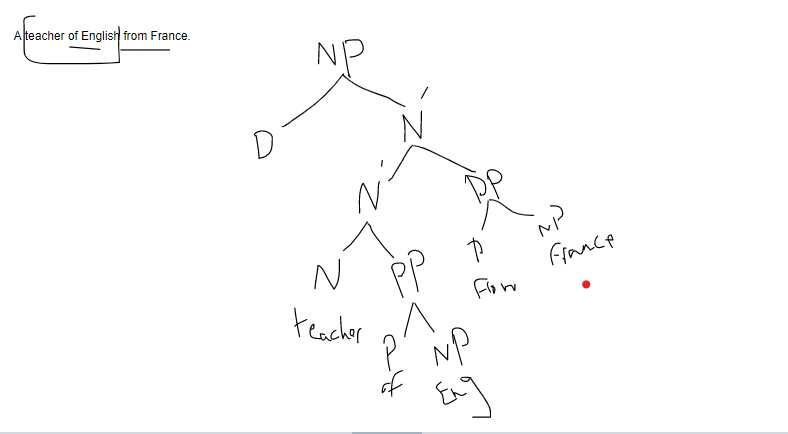 A teacher of English from France.
NP
D N'
N' PP
N PP P NP
from France
teacher P NP
of Eng